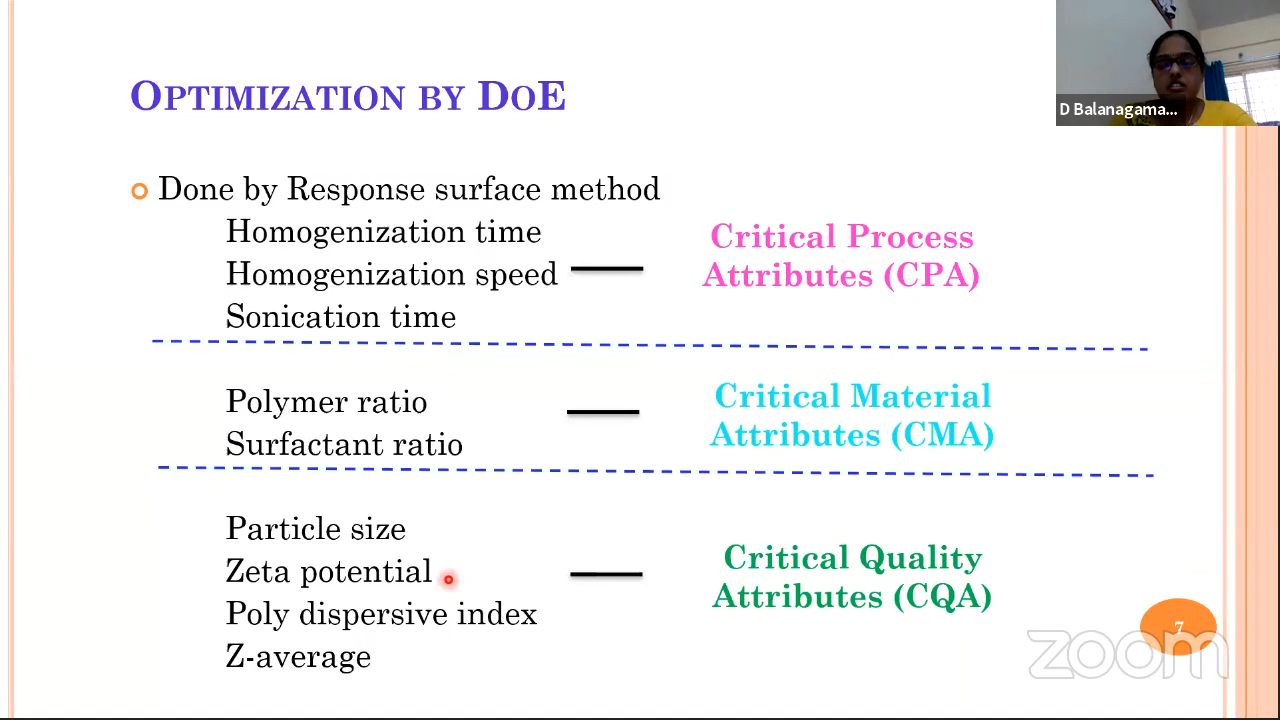 D Balanagama...
OPTIMIZATION BY DOE
Done by Response surface method
Homogenization time
Homogenization speed
Sonication time
Critical Process
Attributes (CPA)
Polymer ratio
Surfactant ratio
Critical Material
Attributes (CMA)
Particle size
Zeta potential
Poly dispersive index
Z-average
Critical Quality
Attributes (CQA)
7
zoom